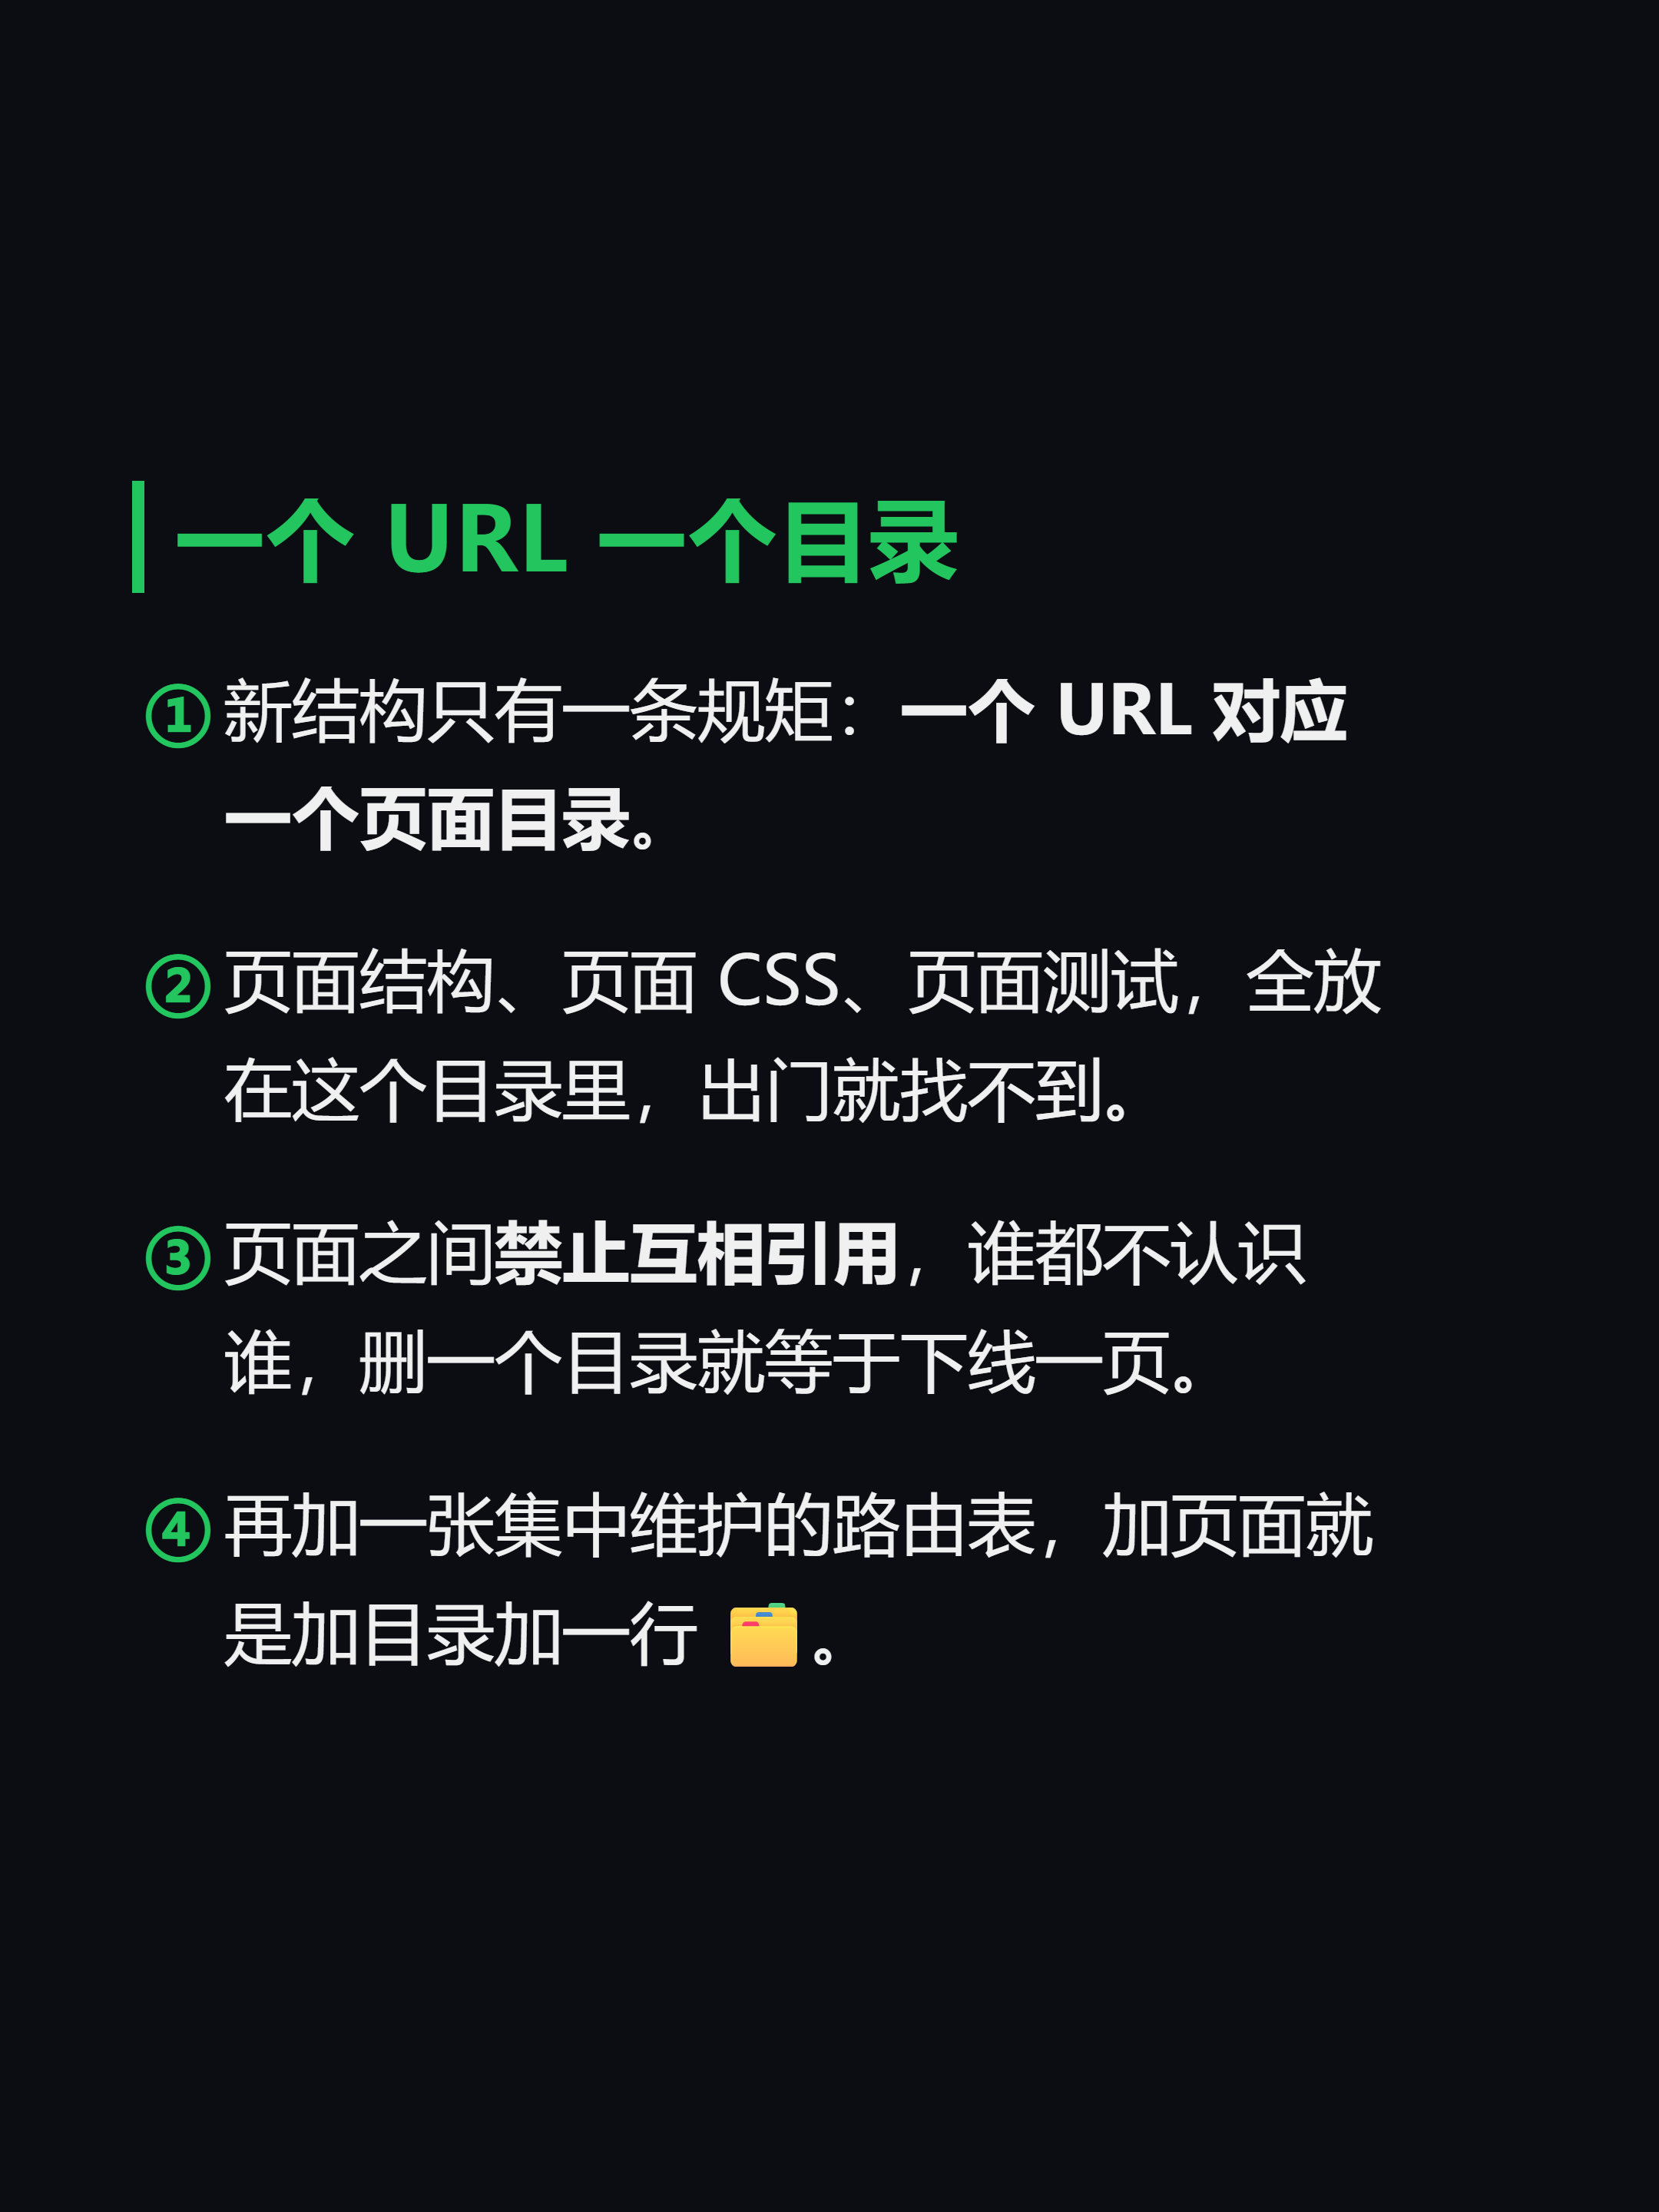 一个 URL 一个目录
① 新结构只有一条规矩：一个 URL 对应
一个页面目录。
② 页面结构、页面 CSS、页面测试，全放
在这个目录里，出门就找不到。
③ 页面之间禁止互相引用，谁都不认识
谁，删一个目录就等于下线一页。
④ 再加一张集中维护的路由表，加页面就
是加目录加一行 🗂️。